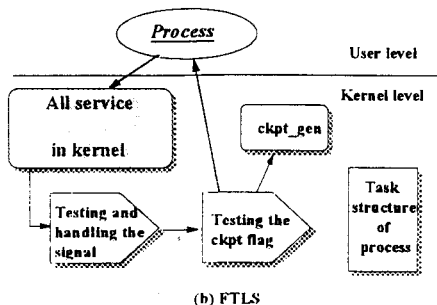 Process
User level
Kernel level
All service
in kernel
ckpt_gen
Testing and
handling the
signal
Testing the
ckpt flag
Task
structure
of
process
(b) FTLS